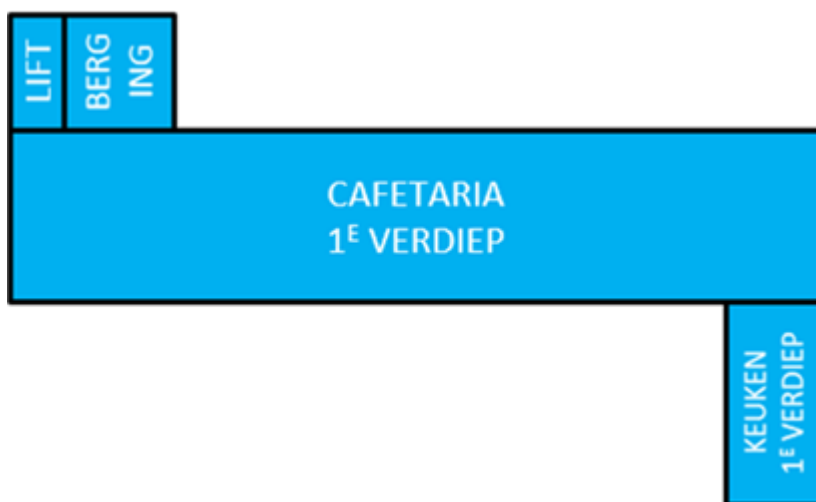 LIFT
BERG
ING
CAFETARIA
1ᴱ VERDIEP
KEUKEN
1ᴱ VERDIEP